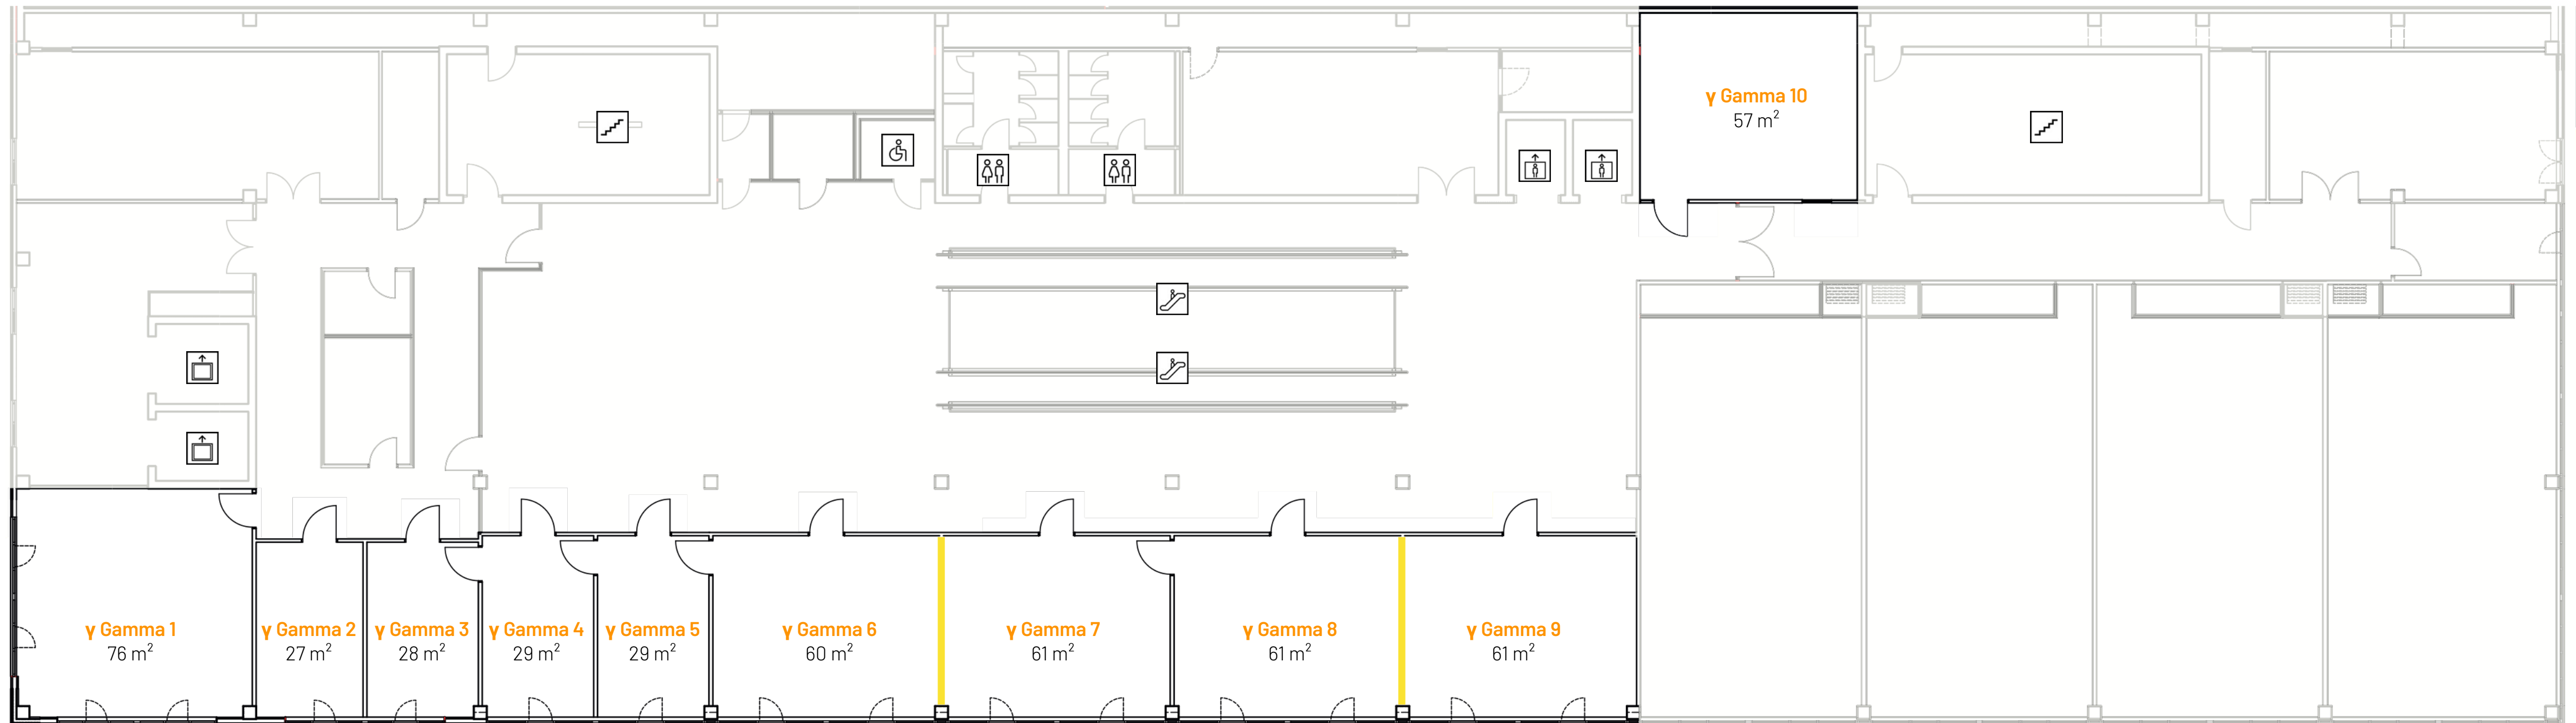 γ Gamma 10
57 m²
γ Gamma 1
76 m²
γ Gamma 2
27 m²
γ Gamma 3
28 m²
γ Gamma 4
29 m²
γ Gamma 5
29 m²
γ Gamma 6
60 m²
γ Gamma 7
61 m²
γ Gamma 8
61 m²
γ Gamma 9
61 m²